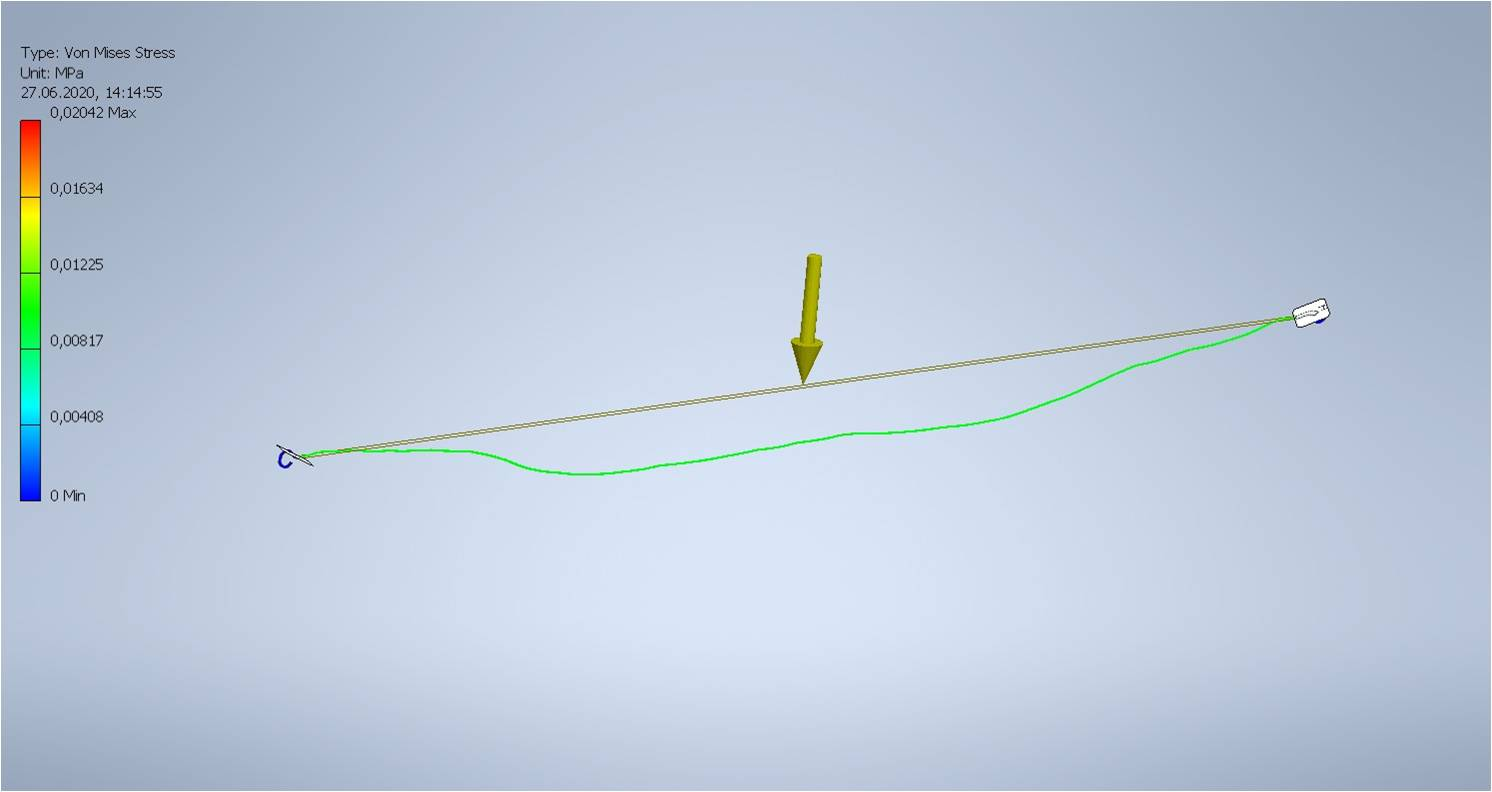 Type: Von Mises Stress
Unit: MPa
27.06.2020, 14:14:55
0,02042 Max
0,01634
0,01225
0,00817
0,00408
0 Min